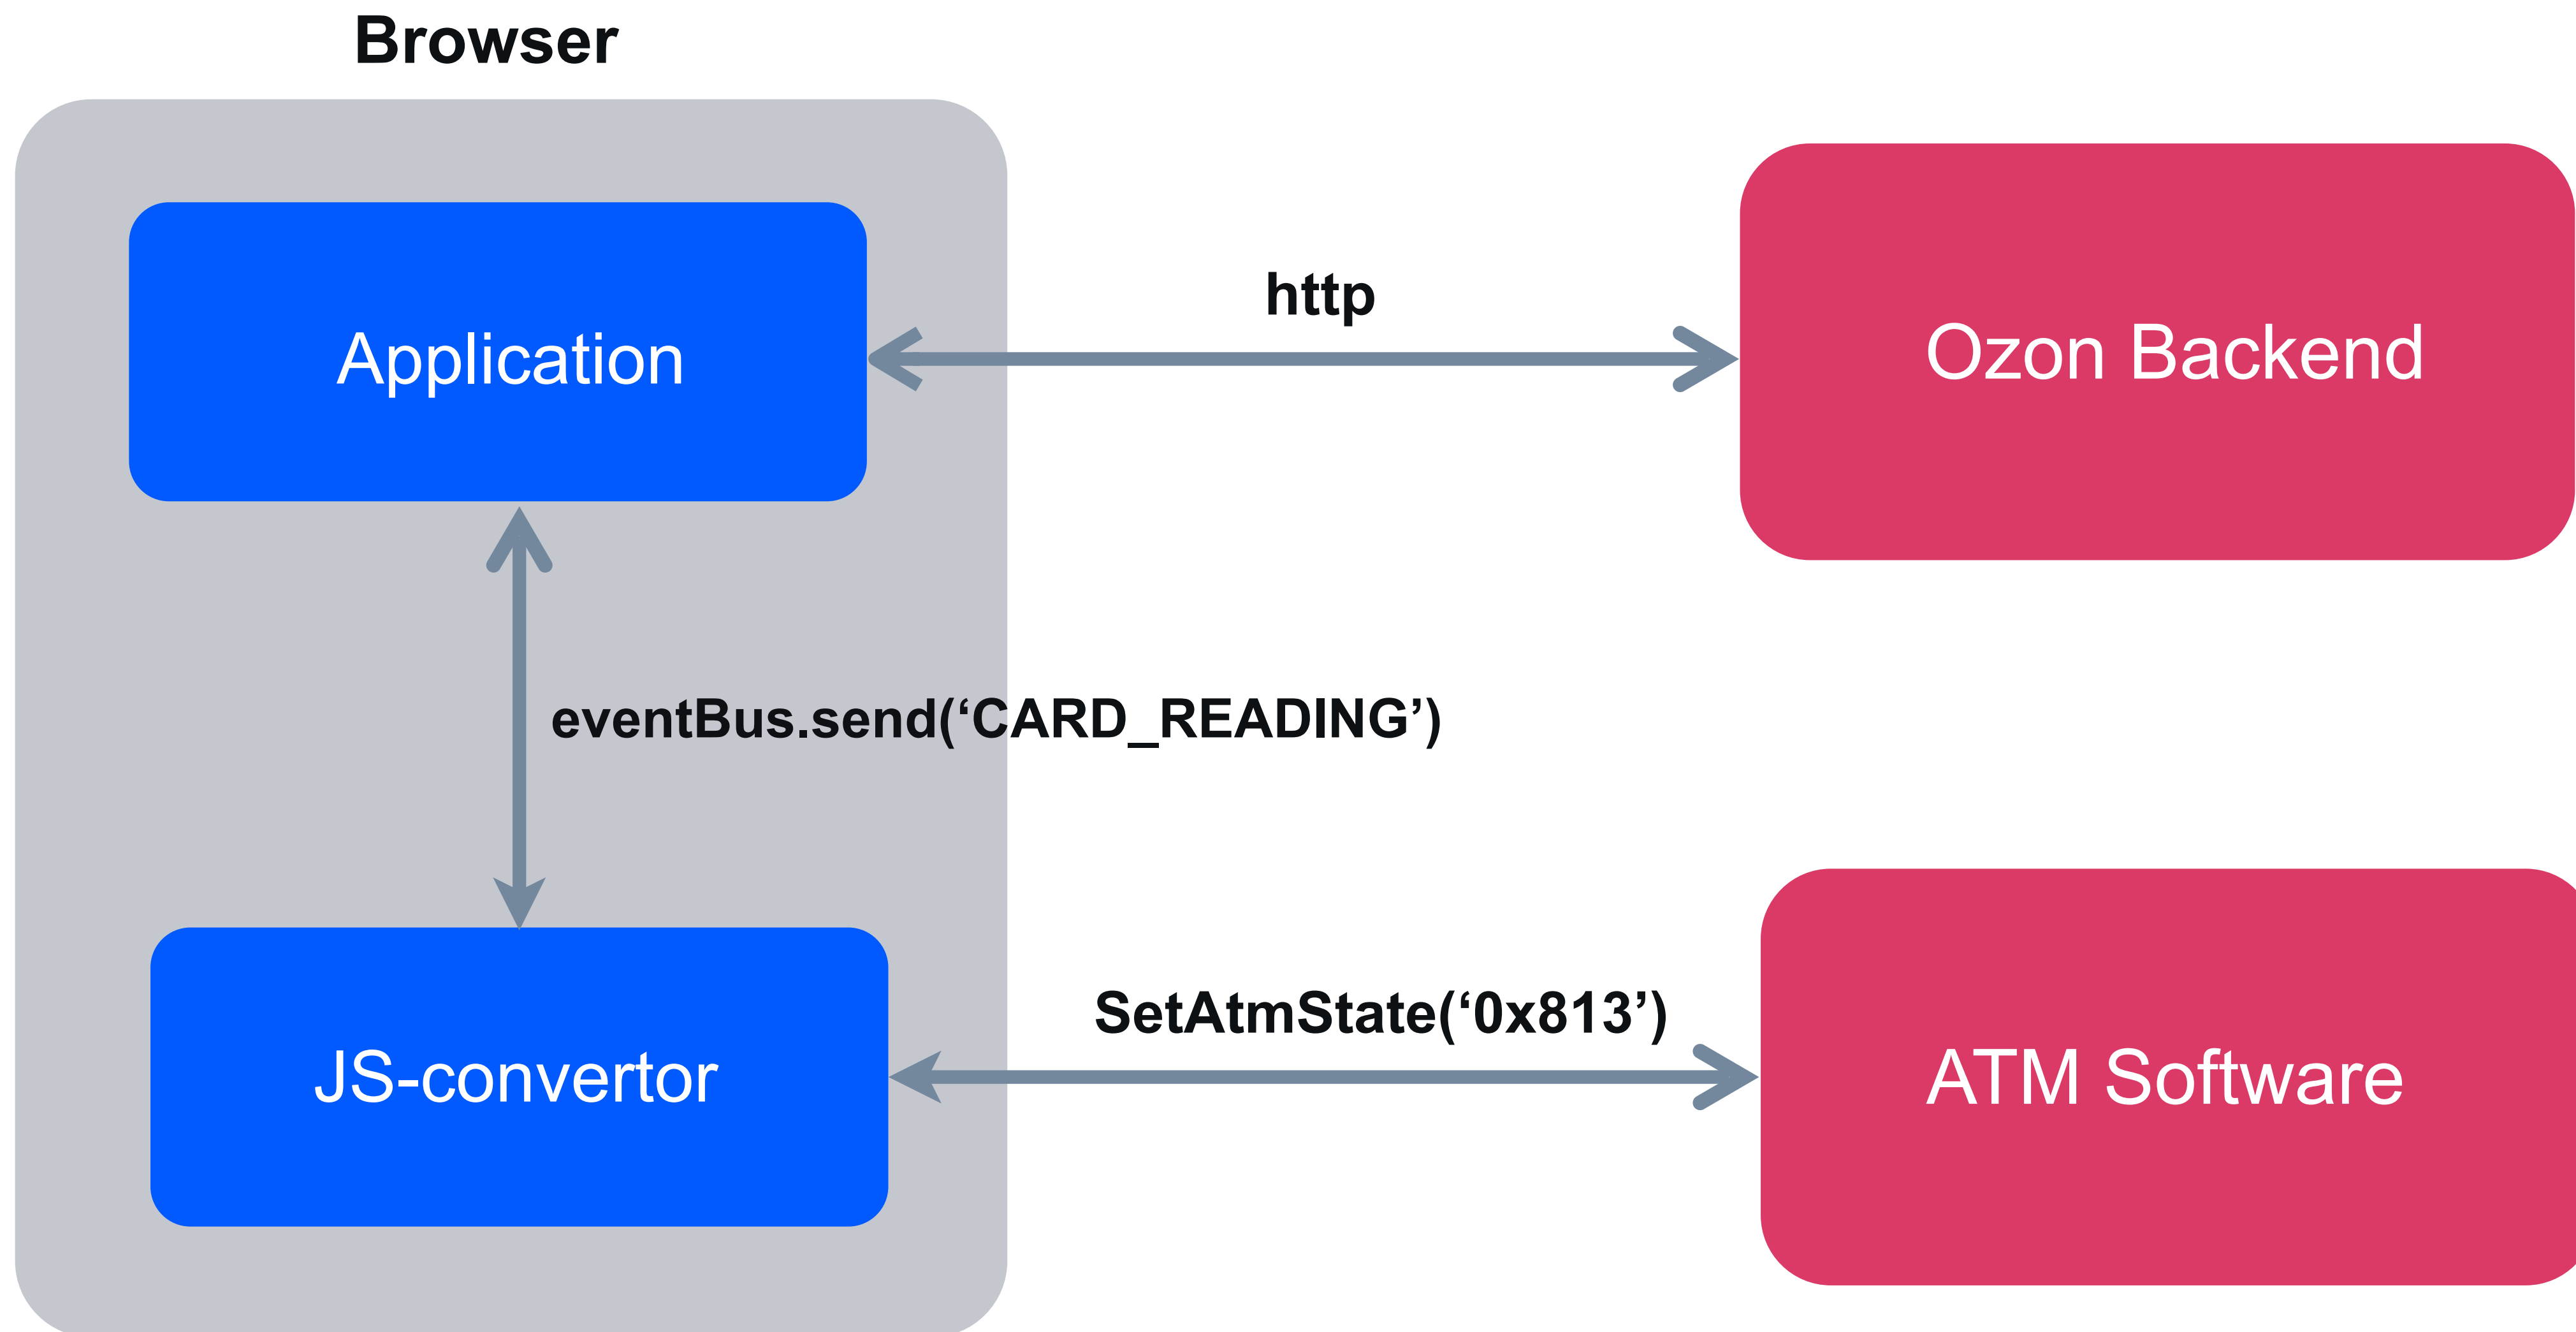 Browser
Application
http
Ozon Backend
eventBus.send(‘CARD_READING’)
SetAtmState(‘0x813’)
JS-convertor
ATM Software